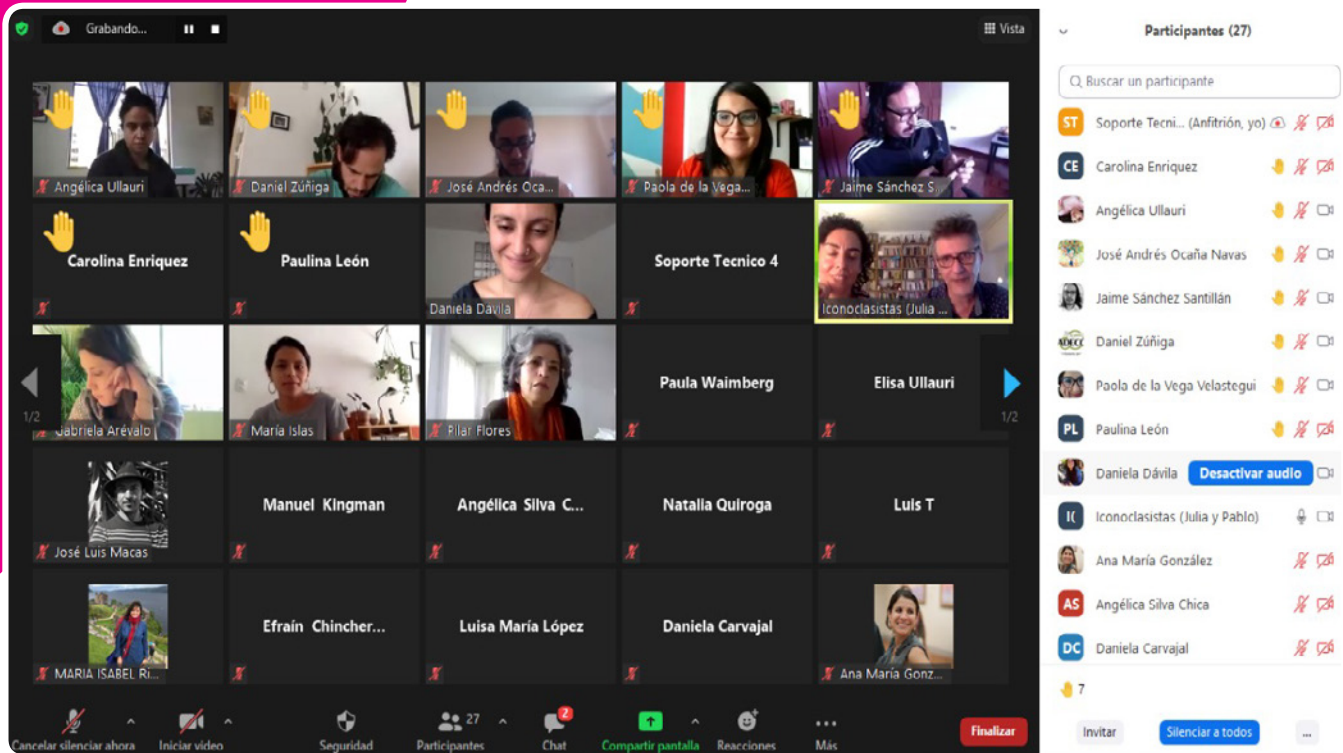 Grabando...
Vista
Angélica Ullauri
Daniel Zúñiga
José Andrés Oca...
Paola de la Vega...
Jaime Sánchez S...
Carolina Enriquez
Paulina León
Daniela Davila
Soporte Tecnico 4
Iconoclasistas (Julia ...
1/2
Gabriela Arévalo
María Islas
Pilar Flores
Paula Waimberg
Elisa Ullauri
1/2
José Luis Macas
Manuel Kingman
Angélica Silva C...
Natalia Quiroga
Luis T
MARIA ISABEL Ri...
Efraín Chincher...
Luisa María López
Daniela Carvajal
Ana María Gonz...
Cancelar silenciar ahora
Iniciar video
Seguridad
27
Participantes
2
Chat
Compartir pantalla
Reacciones
Más
Finalizar
Participantes (27)
Buscar un participante
ST Soporte Tecni... (Anfitrión, yo)
CE Carolina Enriquez
Angélica Ullauri
José Andrés Ocaña Navas
Jaime Sánchez Santillán
Daniel Zúñiga
Paola de la Vega Velastegui
PL Paulina León
Daniela Dávila Desactivar audio
I( Iconoclasistas (Julia y Pablo)
Ana María González
AS Angélica Silva Chica
DC Daniela Carvajal
7
Invitar
Silenciar a todos
...